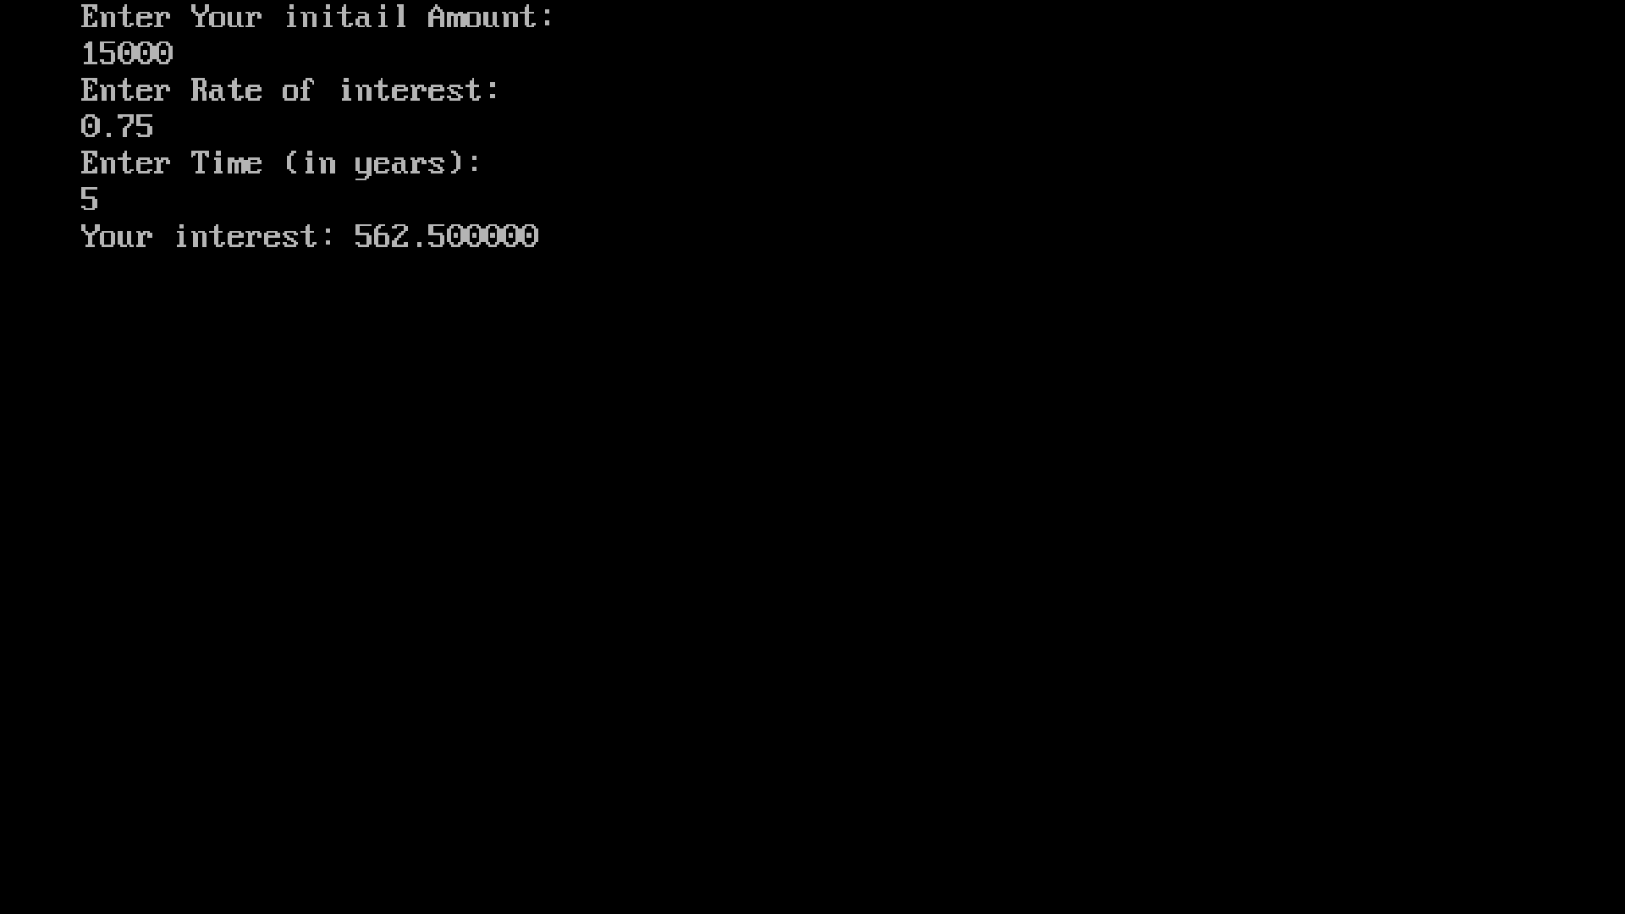 Enter Your initail Amount:
15000
Enter Rate of interest:
0.75
Enter Time (in years):
5
Your interest: 562.500000